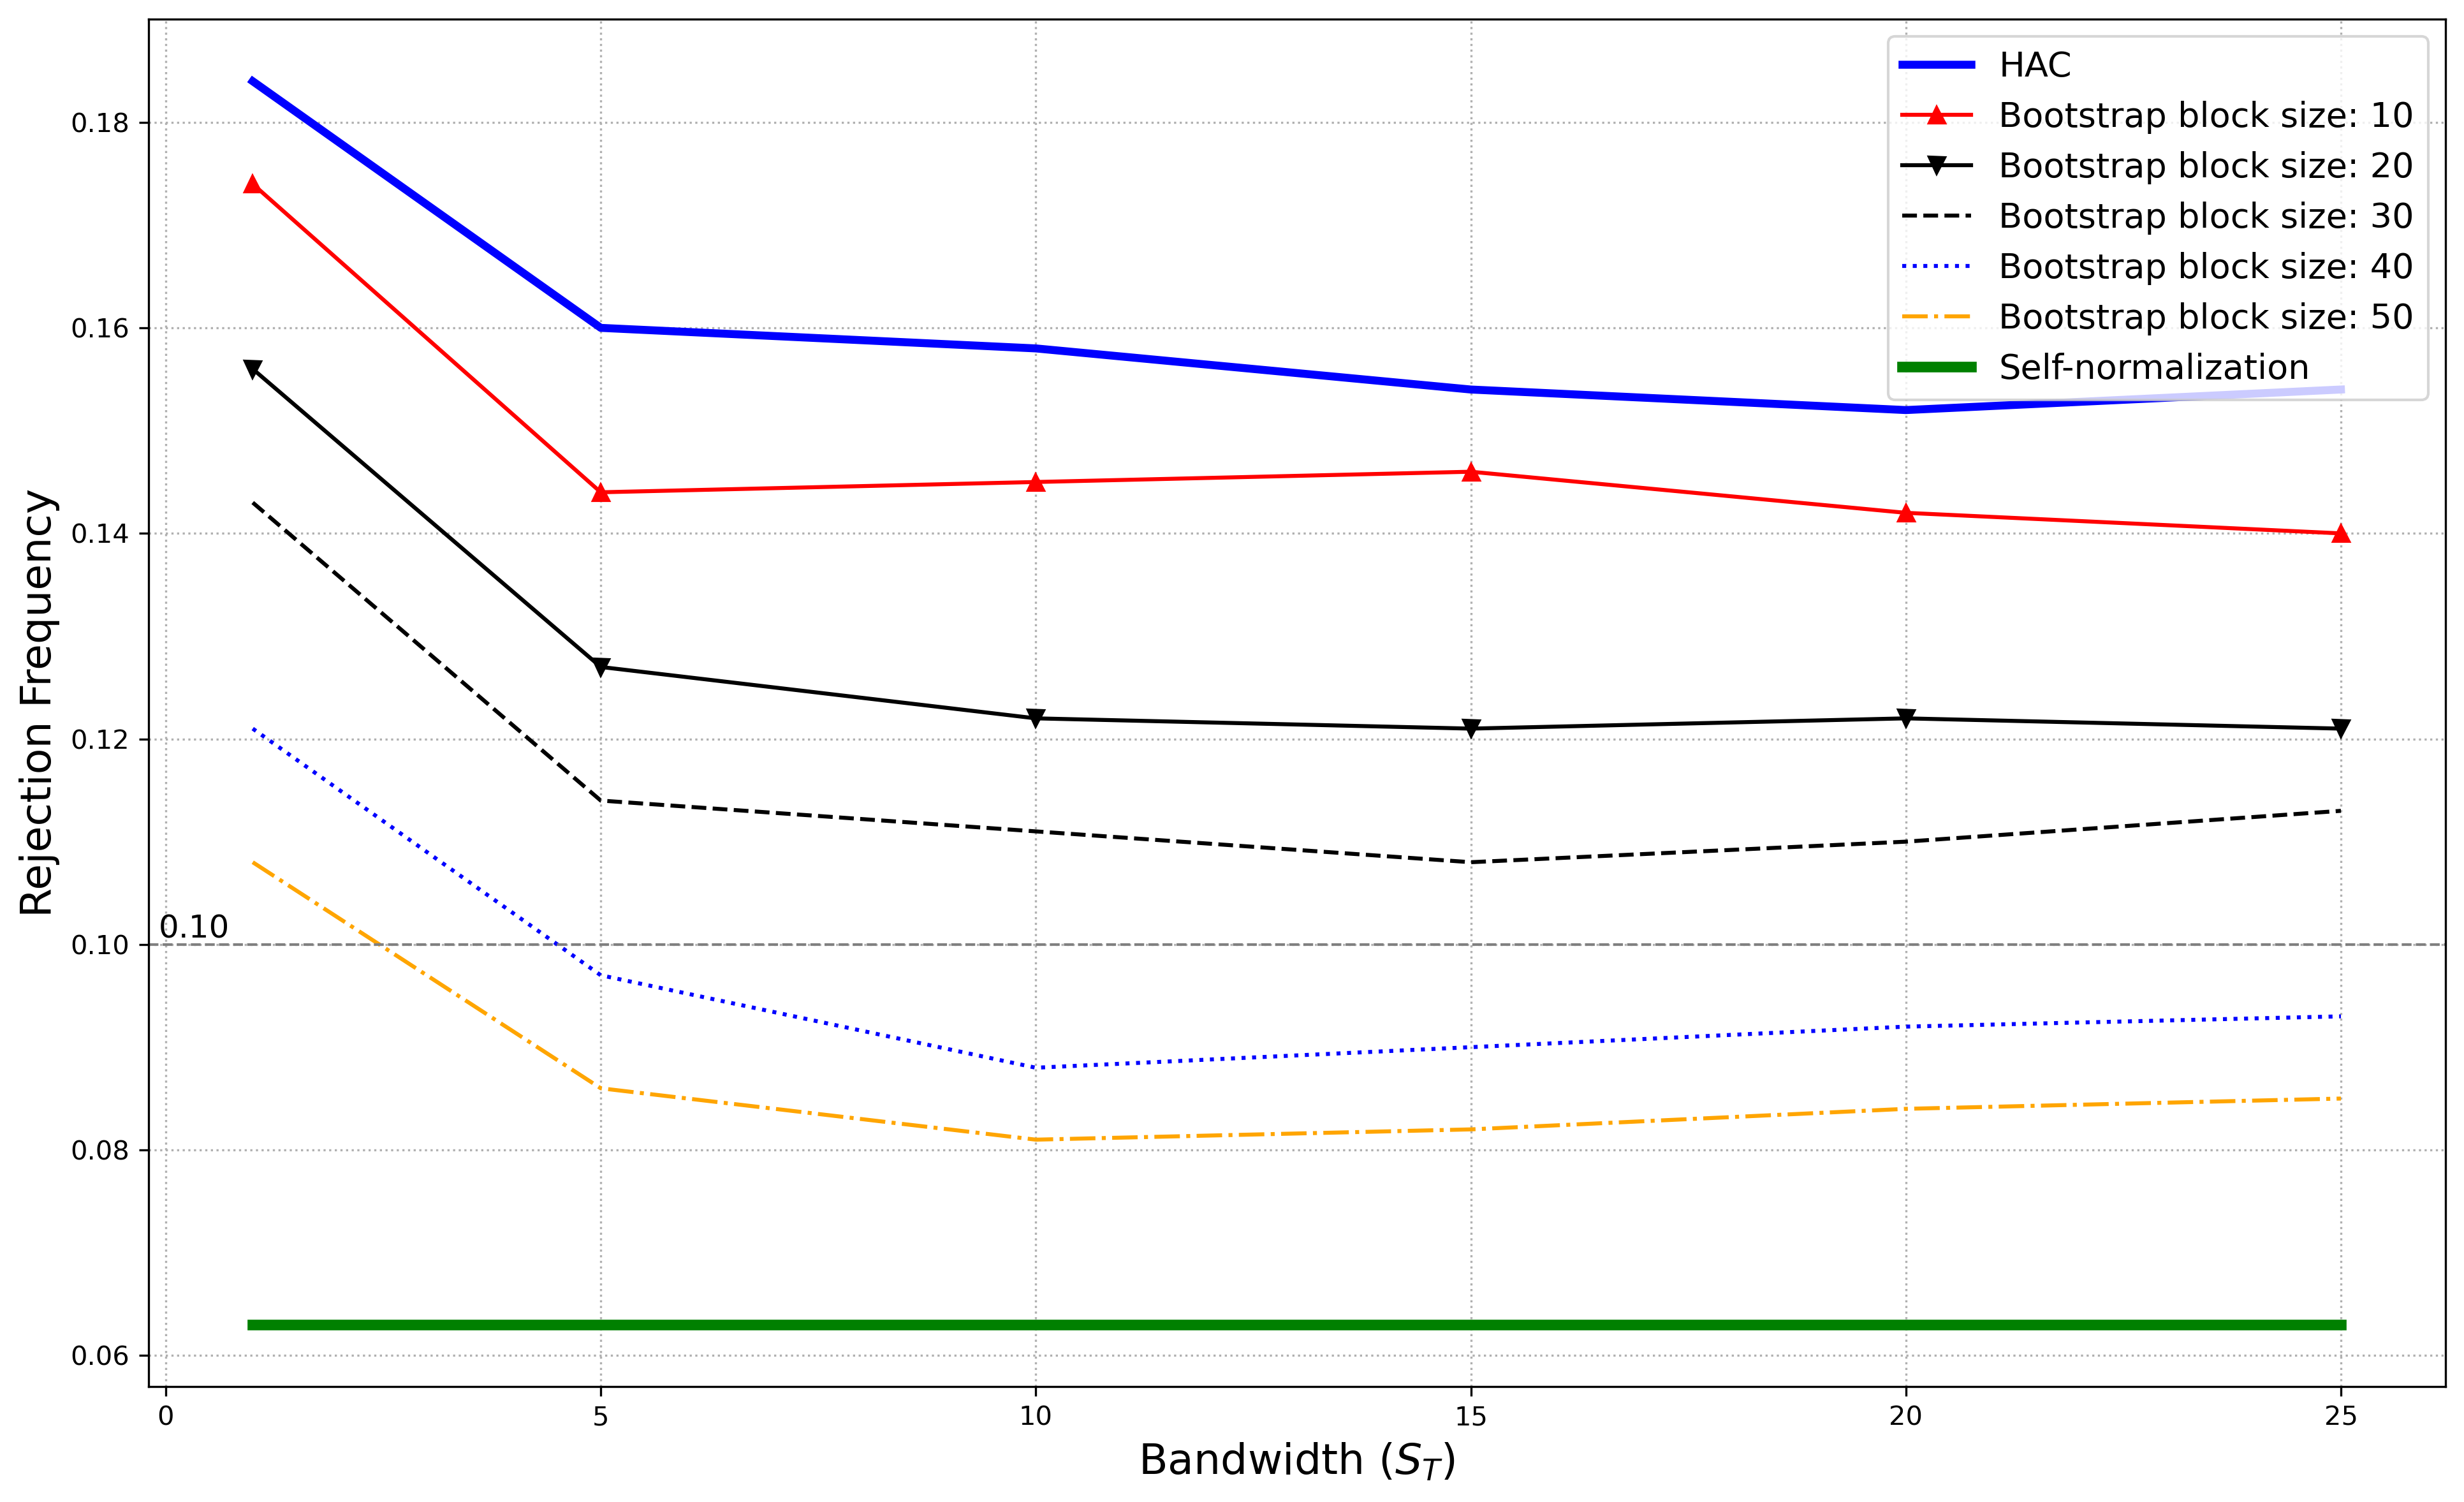 HAC
Bootstrap block size: 10
Bootstrap block size: 20
Bootstrap block size: 30
Bootstrap block size: 40
Bootstrap block size: 50
Self-normalization
Rejection Frequency
0.18
0.16
0.14
0.12
0.10
0.10
0.08
0.06
0 5 10 15 20 25
Bandwidth (S_T)